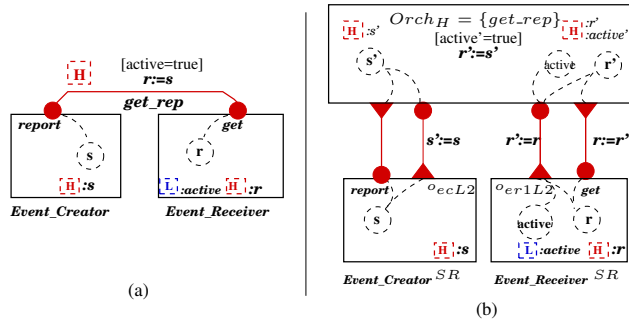 H
[active=true]
r:=s
get_rep
report
get
s
r
H :s
L :active H :r
Event_Creator
Event_Receiver
(a)
Orch_H = {get_rep}
H :s'
[active'=true]
H :r'
:active'
r':=s'
s'
active
r'
s':=s
r':=r
r:=r'
report
o_ecL2
o_er1L2
get
s
active
r
H :s
L :active H :r
Event_Creator SR
Event_Receiver SR
(b)